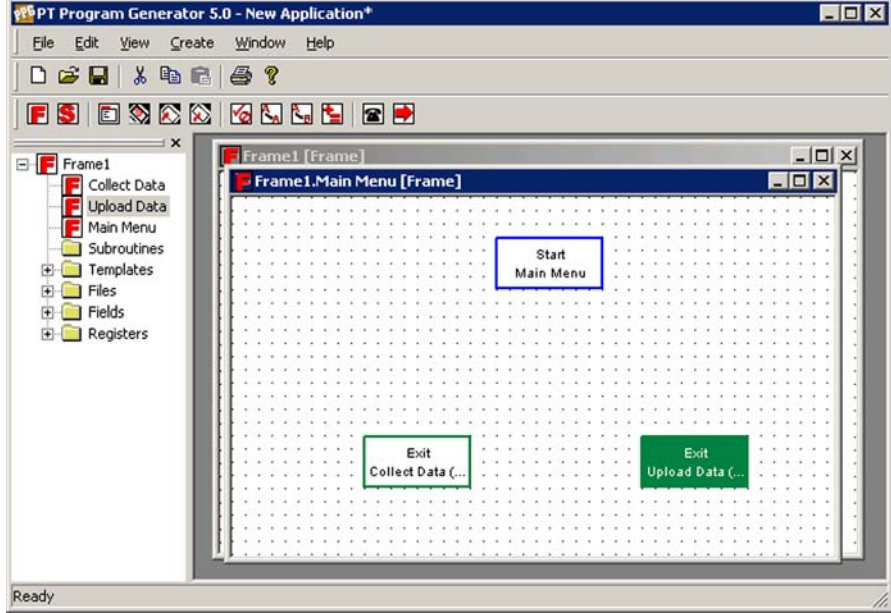 PT Program Generator 5.0 - New Application*
File Edit View Create Window Help
Frame1
Collect Data
Upload Data
Main Menu
Subroutines
Templates
Files
Fields
Registers
Frame1 [Frame]
Frame1.Main Menu [Frame]
Start
Main Menu
Exit
Collect Data (...
Exit
Upload Data (...
Ready